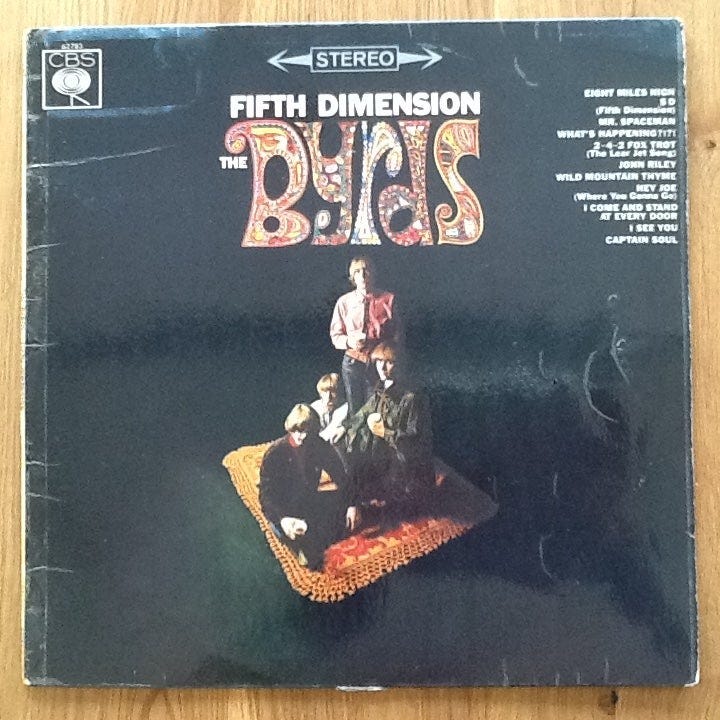 62783
CBS
STEREO
FIFTH DIMENSION
THE Byrds
EIGHT MILES HIGH
5 D
(Fifth Dimension)
MR. SPACEMAN
WHAT'S HAPPENING?!?!
2-4-2 FOX TROT
(The Lear Jet Song)
JOHN RILEY
WILD MOUNTAIN THYME
HEY JOE
(Where You Gonna Go)
I COME AND STAND
AT EVERY DOOR
I SEE YOU
CAPTAIN SOUL